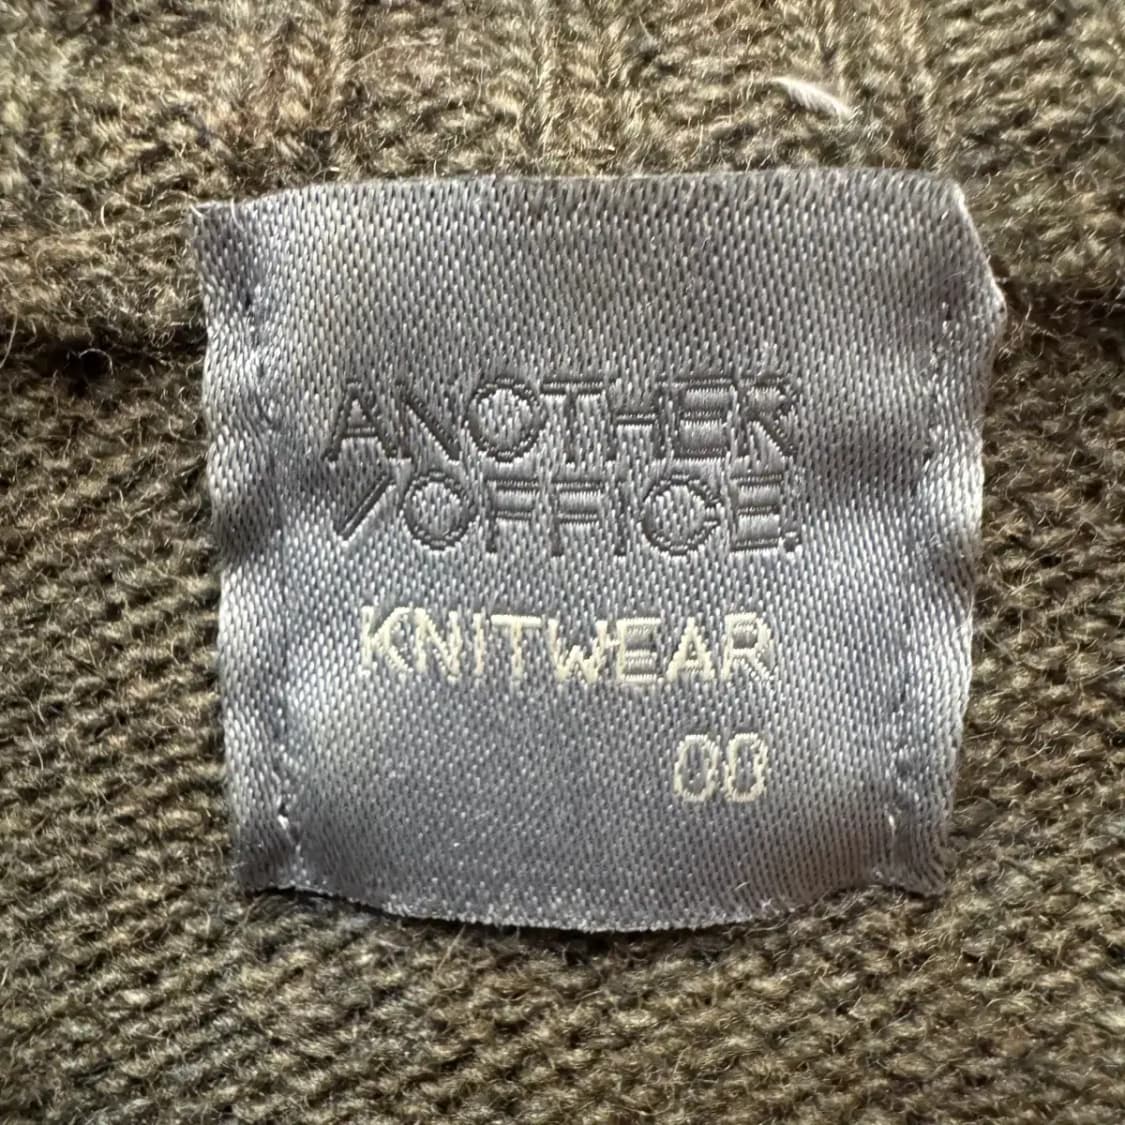 ANOTHER
/OFFICE.
KNITWEAR
00